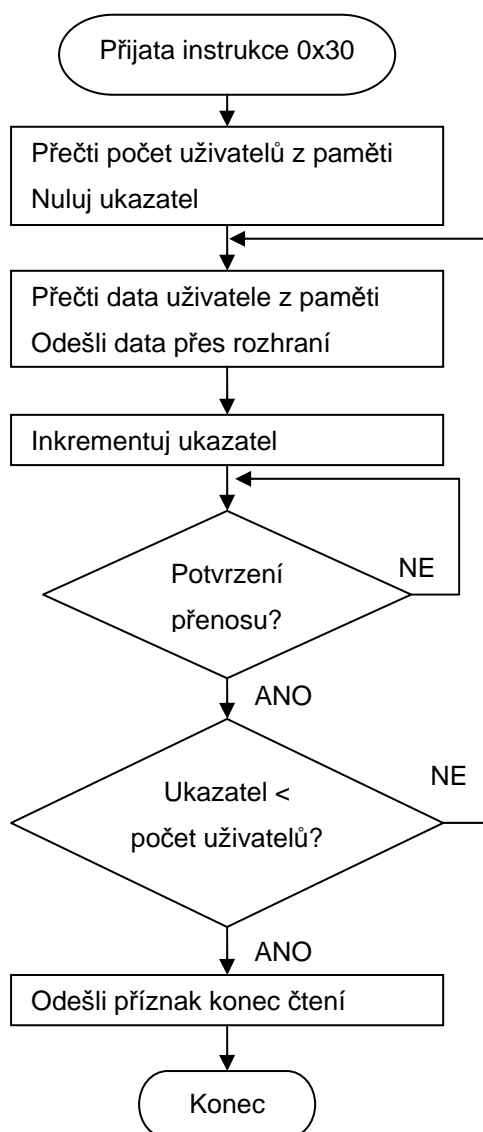 Přijata instrukce 0x30
Přečti počet uživatelů z paměti
Nuluj ukazatel
Přečti data uživatele z paměti
Odešli data přes rozhraní
Inkrementuj ukazatel
Potvrzení
přenosu?
NE
ANO
Ukazatel <
počet uživatelů?
NE
ANO
Odešli příznak konec čtení
Konec